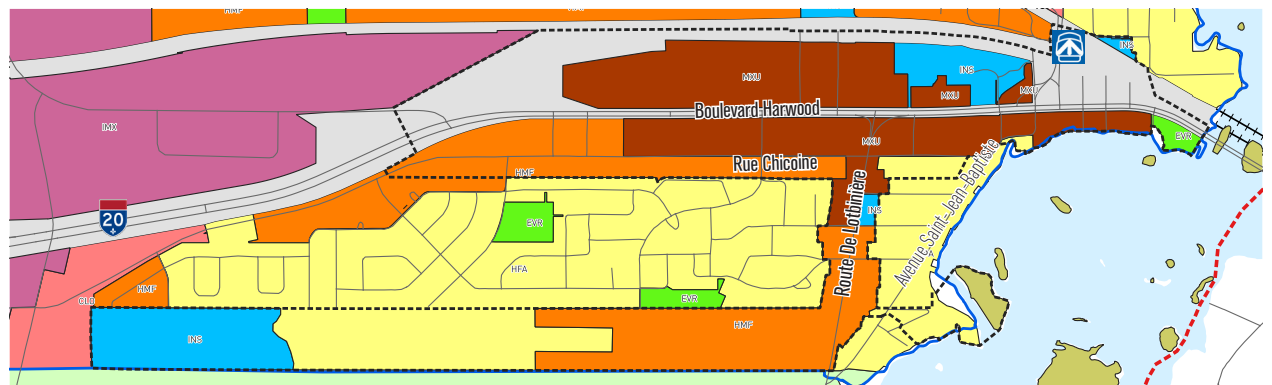 HMF
INS
MXU
INS
MXU
MXU
Boulevard Harwood
IMX
EVR
MXU
Rue Chicoine
HMF
Route De Lotbinière
Avenue Saint-Jean-Baptiste
20
EVR
INS
HFA
HMF
CLD
EVR
HMF
INS